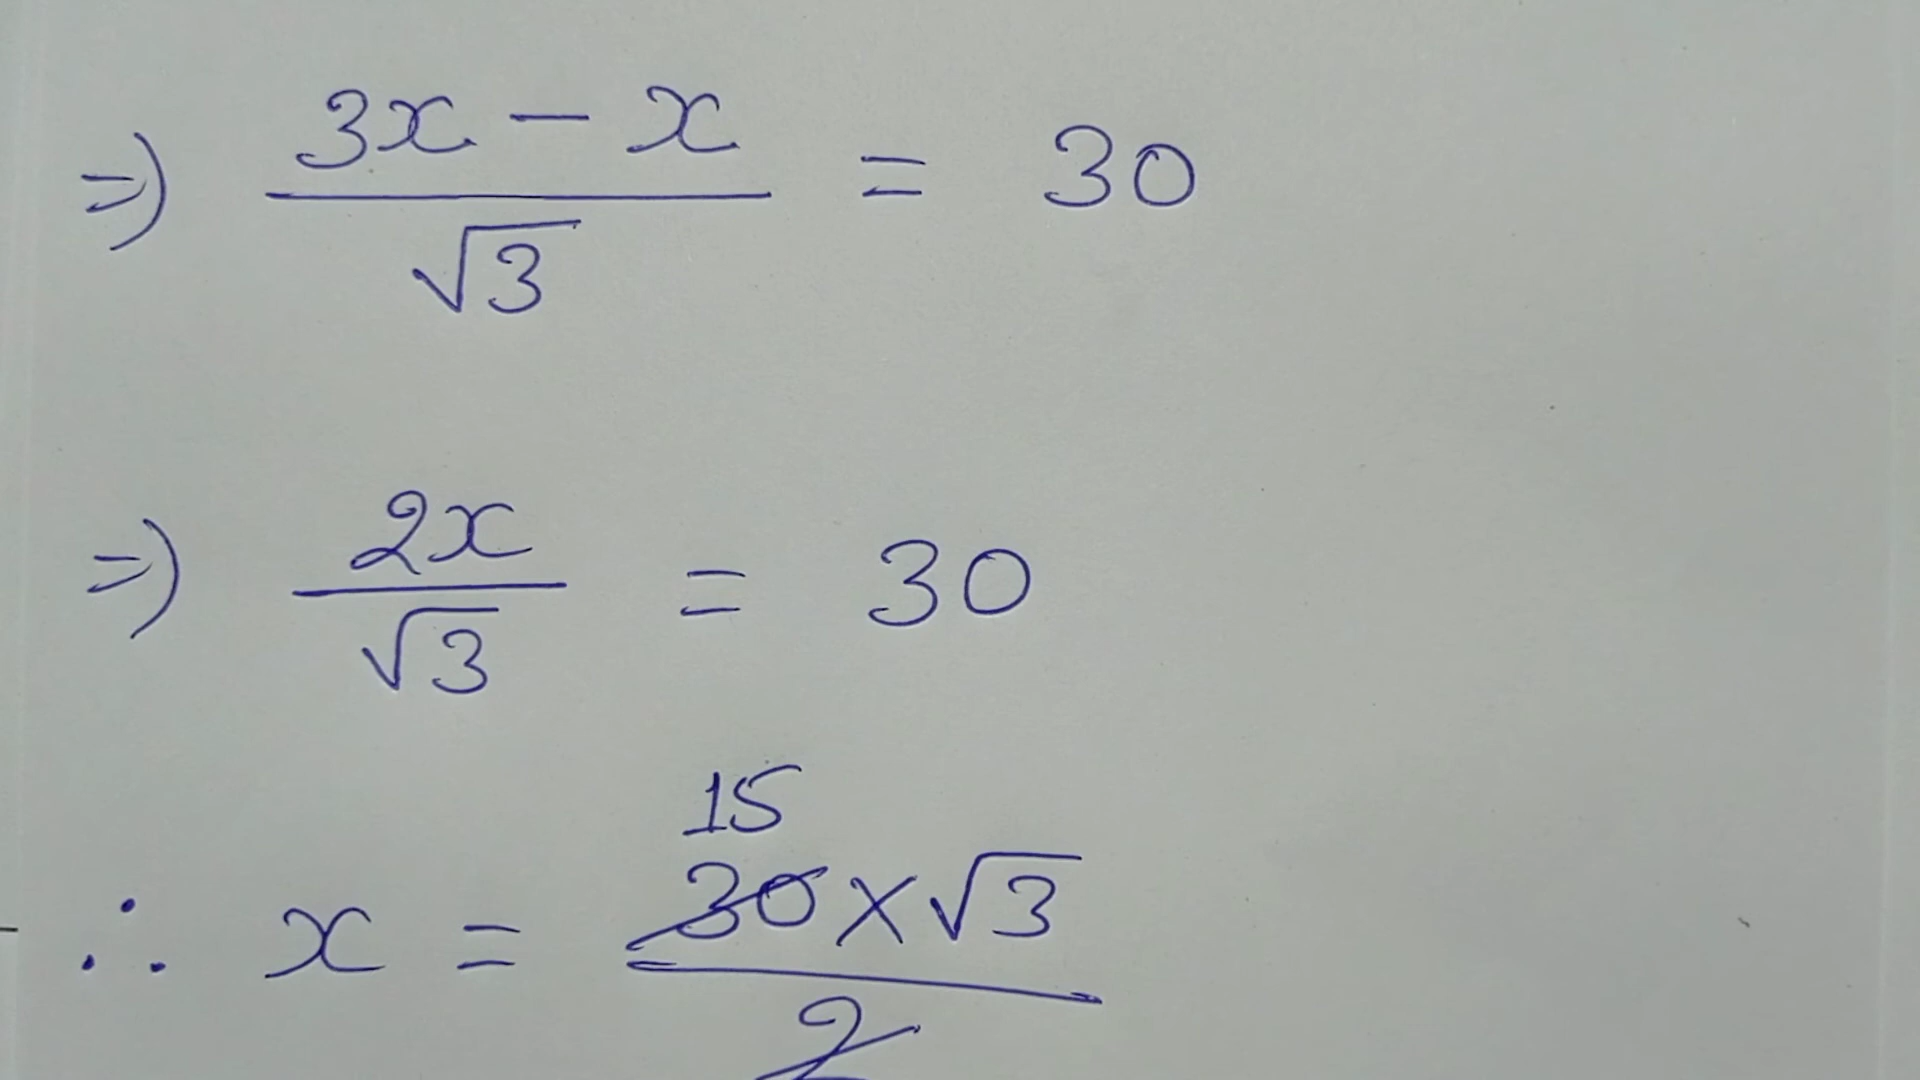 ⇒) 3x − x / √3 = 30
⇒) 2x / √3 = 30
15
∴ x = 30 × √3 / 2